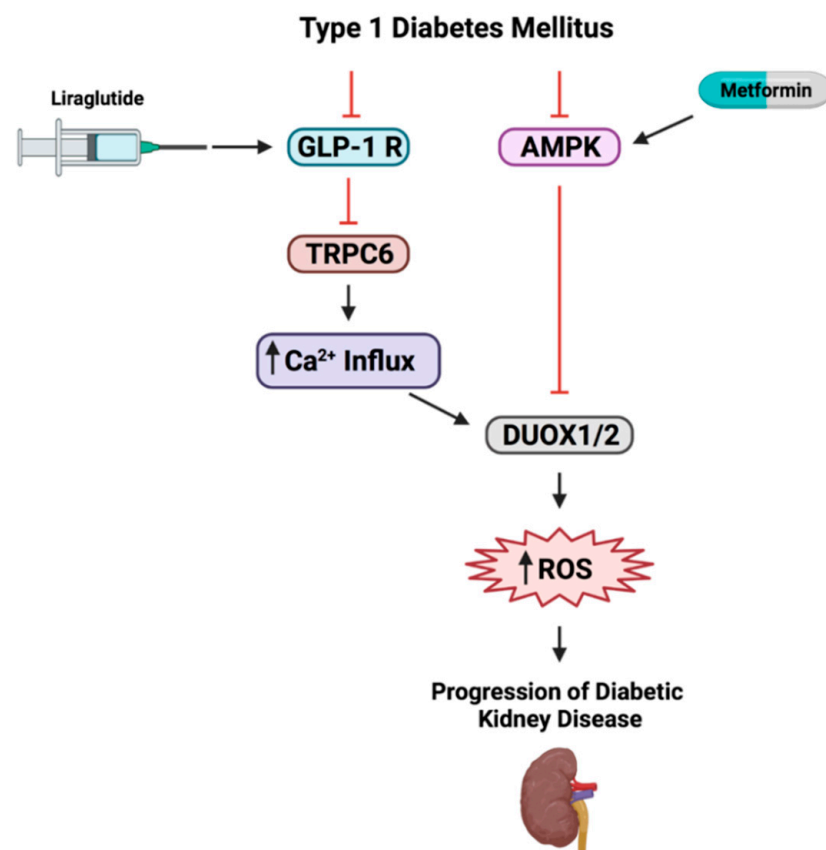 Type 1 Diabetes Mellitus
Liraglutide
Metformin
GLP-1 R
AMPK
TRPC6
↑Ca²⁺ Influx
DUOX1/2
↑ROS
Progression of Diabetic
Kidney Disease